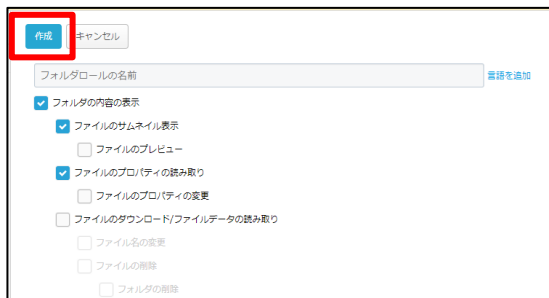 作成 キャンセル
フォルダロールの名前 言語を追加
フォルダの内容の表示
ファイルのサムネイル表示
ファイルのプレビュー
ファイルのプロパティの読み取り
ファイルのプロパティの変更
ファイルのダウンロード/ファイルデータの読み取り
ファイル名の変更
ファイルの削除
フォルダの削除